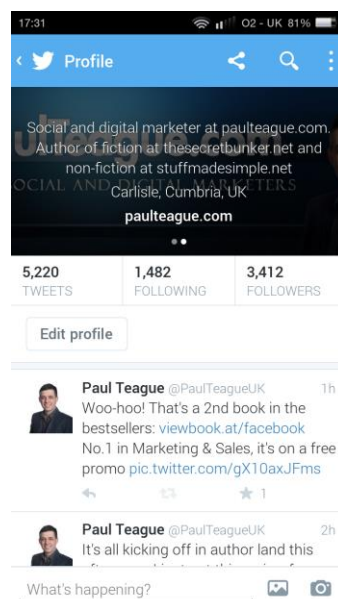 17:31 O2 - UK 81%
Profile
Social and digital marketer at paulteague.com.
Author of fiction at thesecretbunker.net and
non-fiction at stuffmadesimple.net
Carlisle, Cumbria, UK
paulteague.com
5,220 1,482 3,412
TWEETS FOLLOWING FOLLOWERS
Edit profile
Paul Teague @PaulTeagueUK 1h
Woo-hoo! That's a 2nd book in the
bestsellers: viewbook.at/facebook
No.1 in Marketing & Sales, it's on a free
promo pic.twitter.com/gX10axJFms
1
Paul Teague @PaulTeagueUK 2h
It's all kicking off in author land this
What's happening?